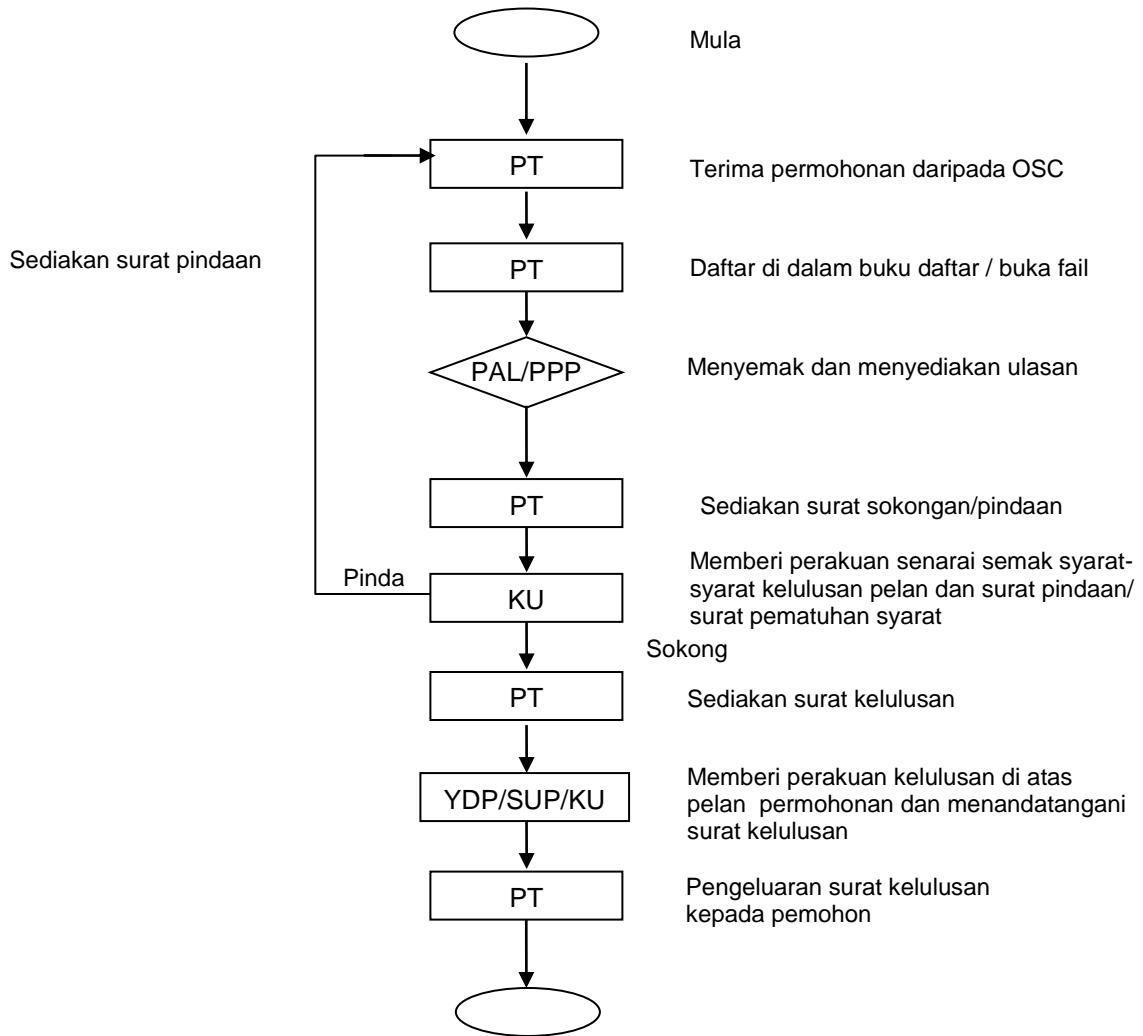 Mula
PT
Terima permohonan daripada OSC
Sediakan surat pindaan
PT
Daftar di dalam buku daftar / buka fail
PAL/PPP
Menyemak dan menyediakan ulasan
PT
Sediakan surat sokongan/pindaan
Pinda
KU
Memberi perakuan senarai semak syarat-
syarat kelulusan pelan dan surat pindaan/
surat pematuhan syarat
Sokong
PT
Sediakan surat kelulusan
YDP/SUP/KU
Memberi perakuan kelulusan di atas
pelan permohonan dan menandatangani
surat kelulusan
PT
Pengeluaran surat kelulusan
kepada pemohon